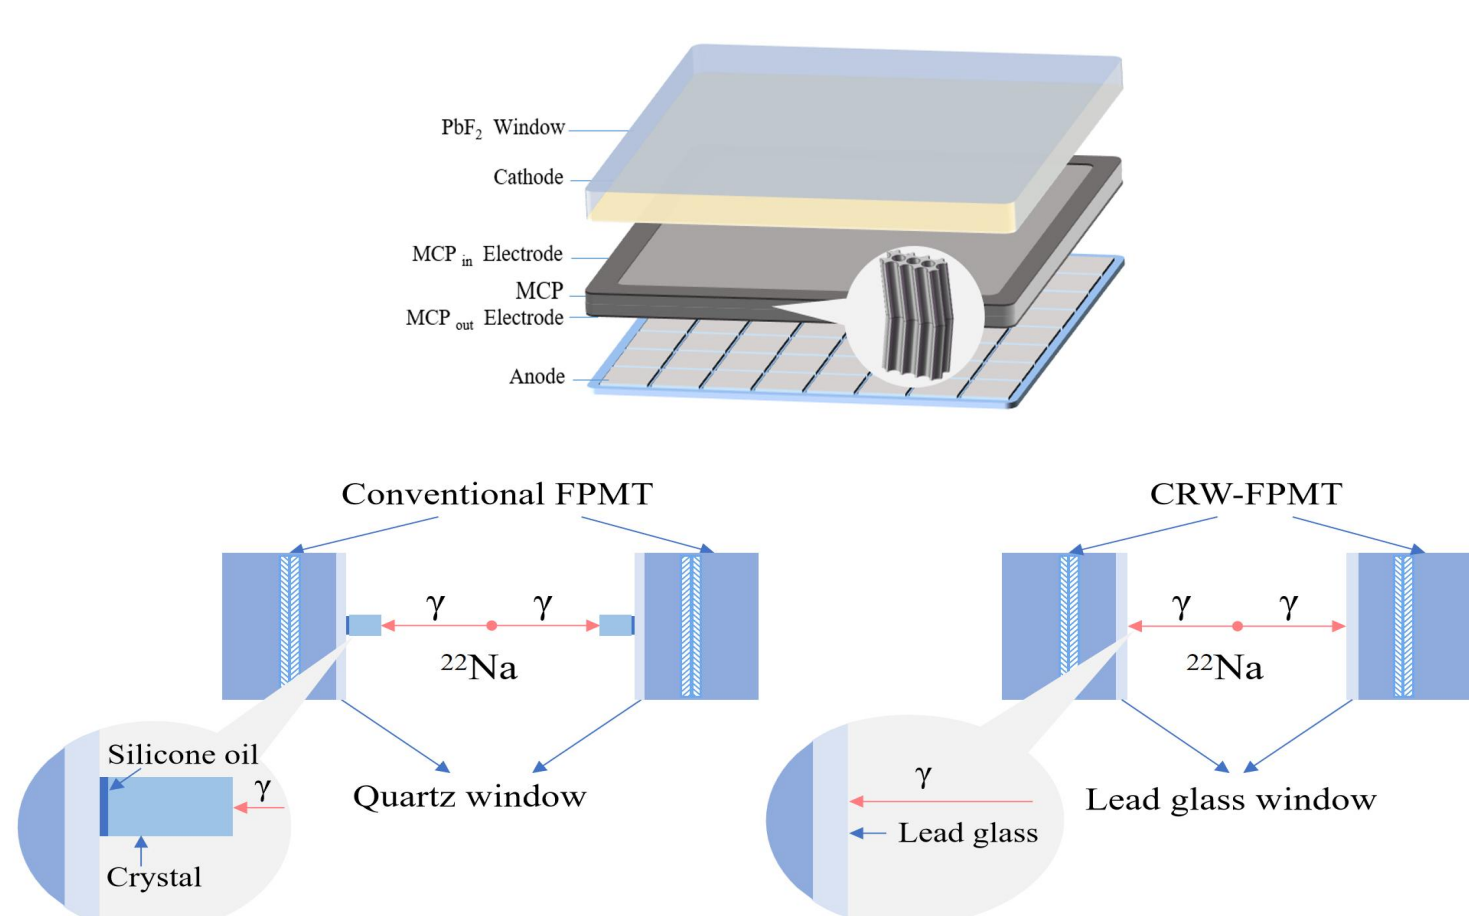 PbF₂ Window
Cathode
MCP in Electrode
MCP
MCP out Electrode
Anode
Conventional FPMT
γ γ
²²Na
Silicone oil
γ
Crystal
Quartz window
CRW-FPMT
γ γ
²²Na
γ
Lead glass
Lead glass window